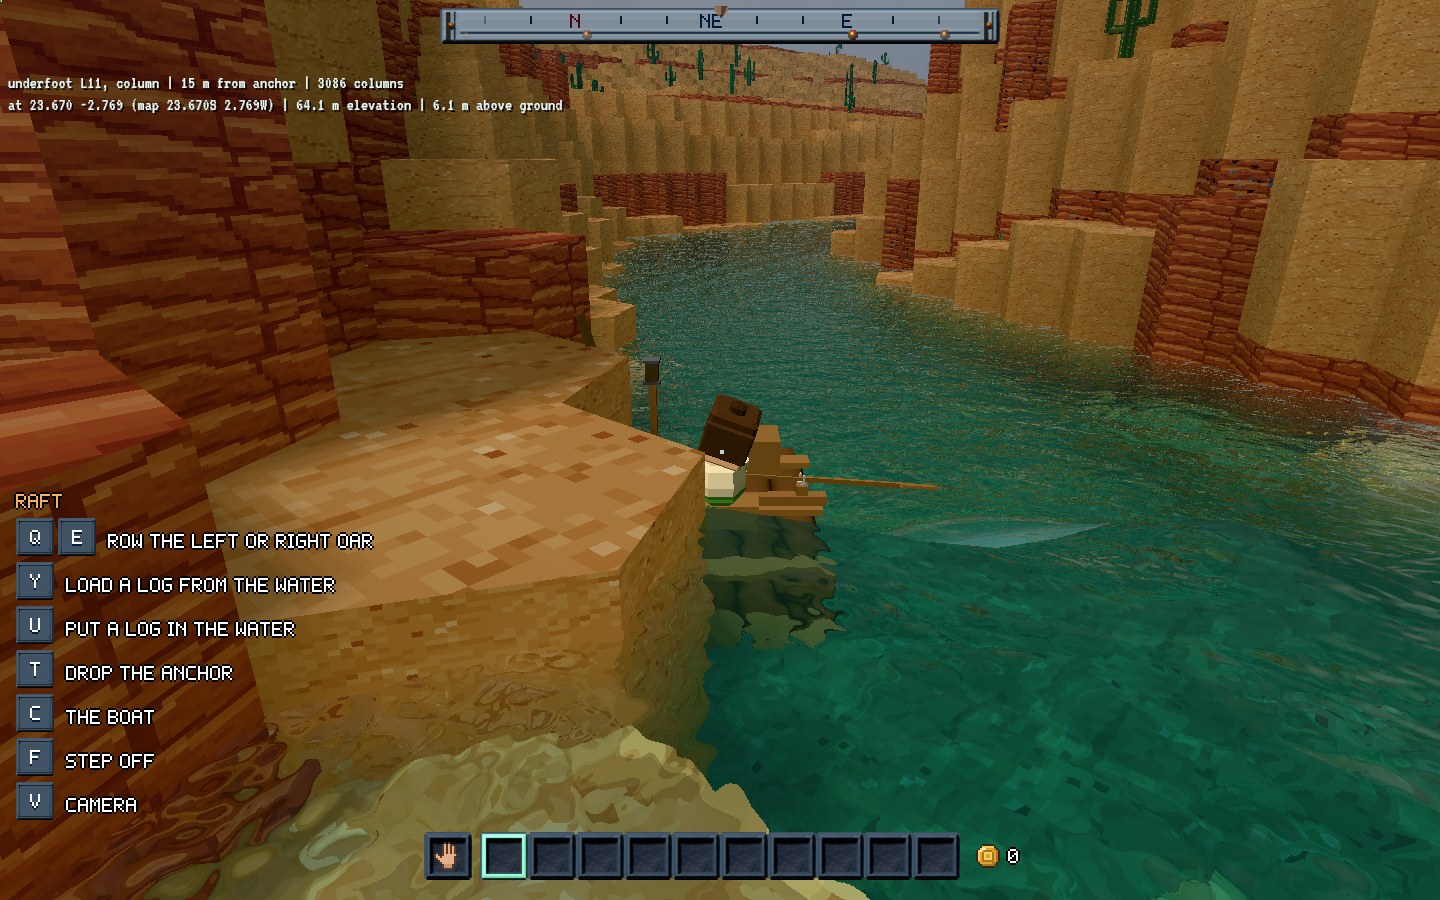 N NE E
underfoot L11, column | 15 m from anchor | 3086 columns
at 23.670 -2.769 (map 23.670S 2.769W) | 64.1 m elevation | 6.1 m above ground
RAFT
Q E ROW THE LEFT OR RIGHT OAR
Y LOAD A LOG FROM THE WATER
U PUT A LOG IN THE WATER
T DROP THE ANCHOR
C THE BOAT
F STEP OFF
V CAMERA
0